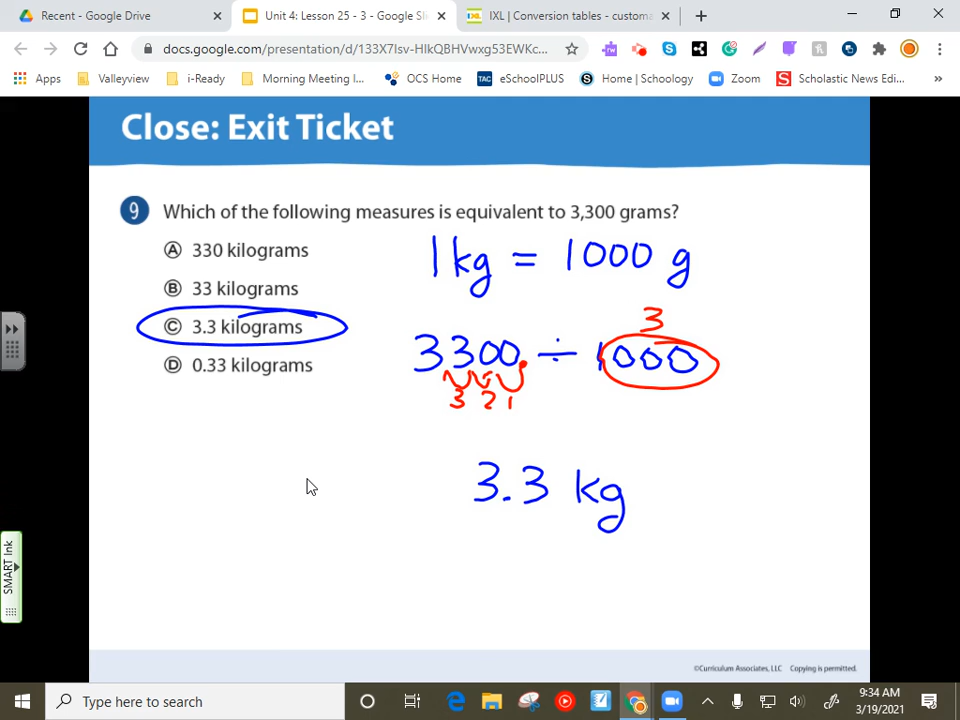 Recent - Google Drive
Unit 4: Lesson 25 - 3 - Google Sli
IXL | Conversion tables - customa
docs.google.com/presentation/d/133X7Isv-HlkQBHVwxg53EWKc...
Apps
Valleyview
i-Ready
Morning Meeting I...
OCS Home
TAC eSchoolPLUS
S Home | Schoology
Zoom
S Scholastic News Edi...
Close: Exit Ticket
9 Which of the following measures is equivalent to 3,300 grams?
A 330 kilograms
B 33 kilograms
C 3.3 kilograms
D 0.33 kilograms
1 kg = 1000 g
3
3300. ÷ 1000
3 2 1
3.3 kg
SMART Ink
©Curriculum Associates, LLC Copying is permitted.
Type here to search
9:34 AM
3/19/2021